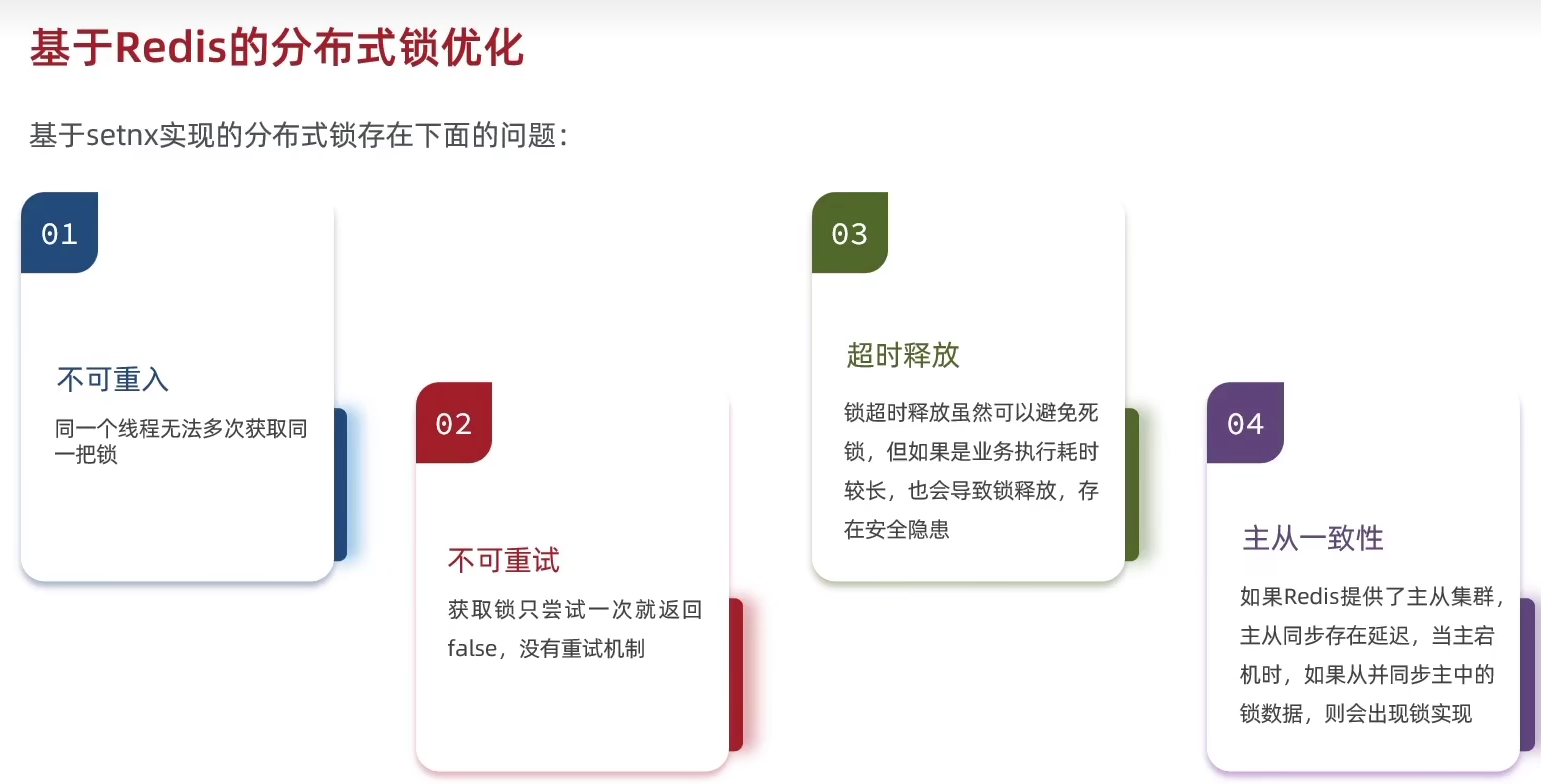 基于Redis的分布式锁优化
基于setnx实现的分布式锁存在下面的问题：
01
不可重入
同一个线程无法多次获取同
一把锁
02
不可重试
获取锁只尝试一次就返回
false，没有重试机制
03
超时释放
锁超时释放虽然可以避免死
锁，但如果是业务执行耗时
较长，也会导致锁释放，存
在安全隐患
04
主从一致性
如果Redis提供了主从集群，
主从同步存在延迟，当主宕
机时，如果从并同步主中的
锁数据，则会出现锁实现